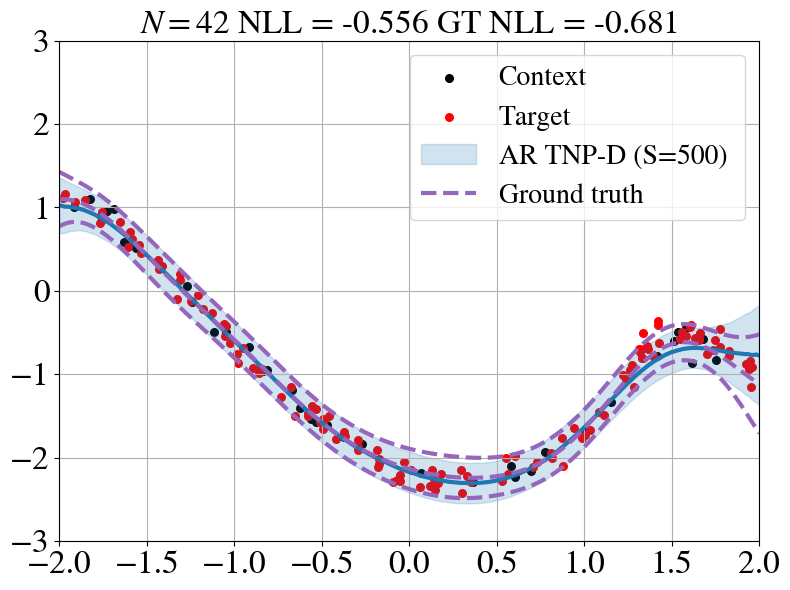 N = 42 NLL = -0.556 GT NLL = -0.681
3
2
1
0
−1
−2
−3
Context
Target
AR TNP-D (S=500)
Ground truth
−2.0 −1.5 −1.0 −0.5 0.0 0.5 1.0 1.5 2.0